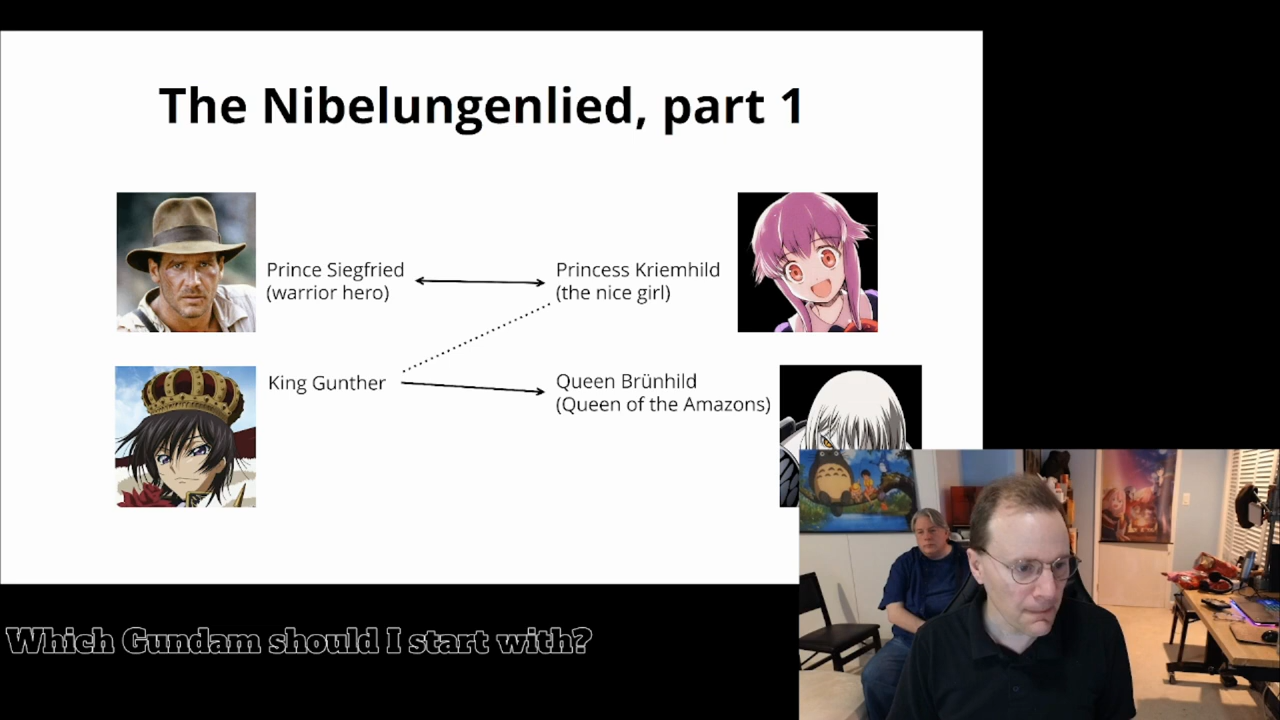 The Nibelungenlied, part 1
Prince Siegfried
(warrior hero)
Princess Kriemhild
(the nice girl)
King Gunther
Queen Brünhild
(Queen of the Amazons)
Which Gundam should I start with?